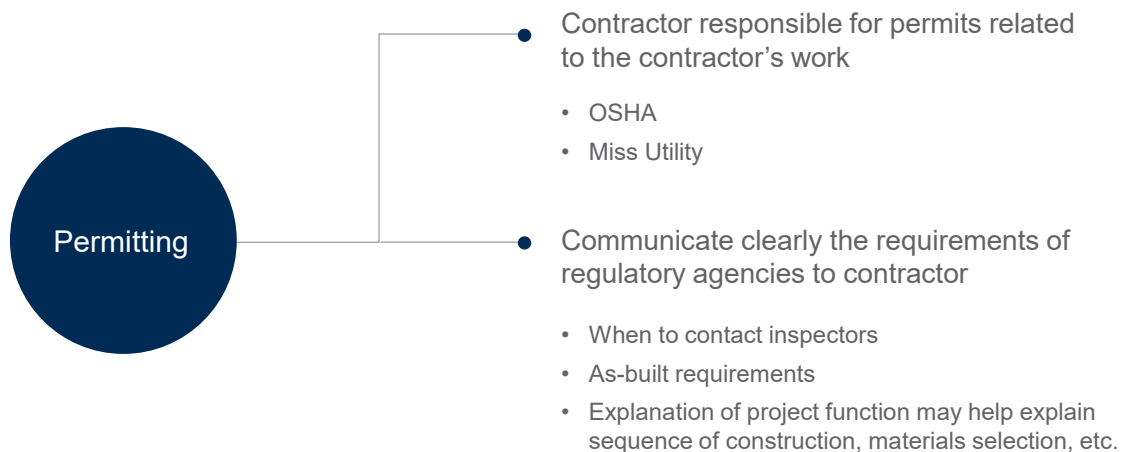 Permitting
Contractor responsible for permits related
to the contractor’s work
• OSHA
• Miss Utility
Communicate clearly the requirements of
regulatory agencies to contractor
• When to contact inspectors
• As-built requirements
• Explanation of project function may help explain
sequence of construction, materials selection, etc.